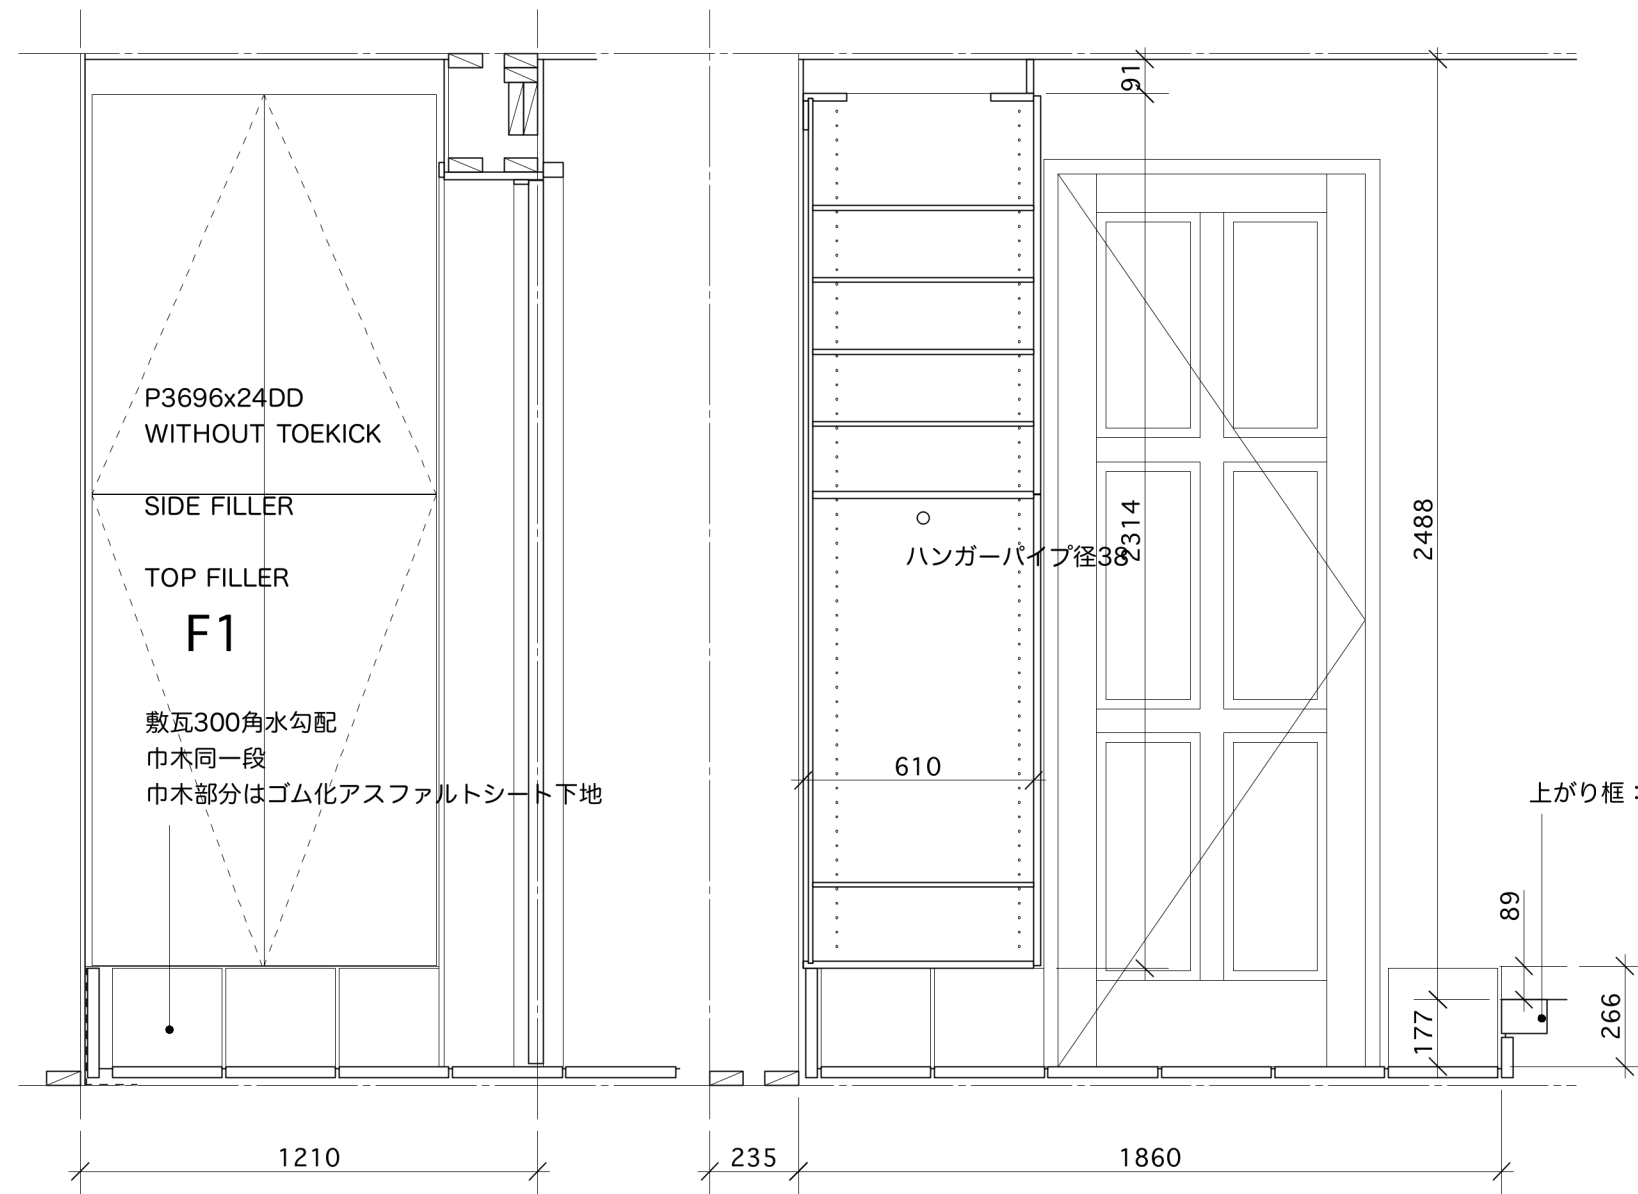 91
P3696x24DD
WITHOUT TOEKICK
SIDE FILLER
TOP FILLER
F1
敷瓦300角水勾配
巾木同一段
巾木部分はゴム化アスファルトシート下地
2314
2488
ハンガーパイプ径38
610
上がり框：
89
177
266
1210
235
1860